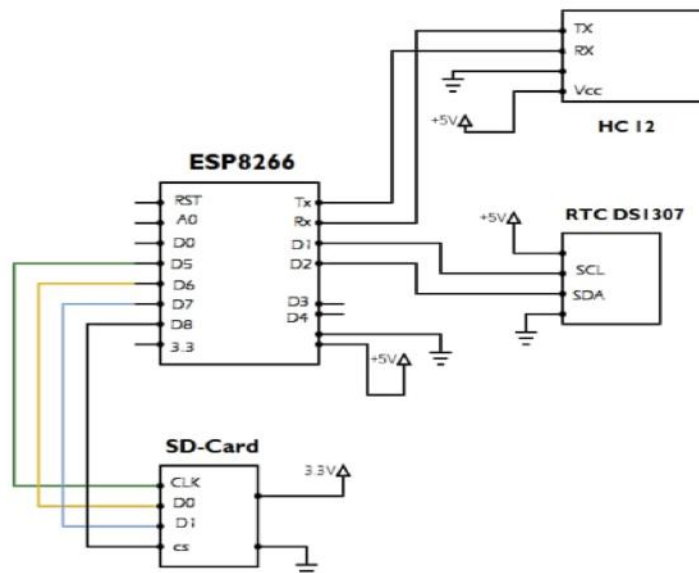 TX
RX
Vcc
+5V
HC 12
ESP8266
RST
A0
D0
D5
D6
D7
D8
3.3
Tx
Rx
D1
D2
D3
D4
+5V
+5V
RTC DS1307
SCL
SDA
SD-Card
CLK
D0
D1
cs
3.3V